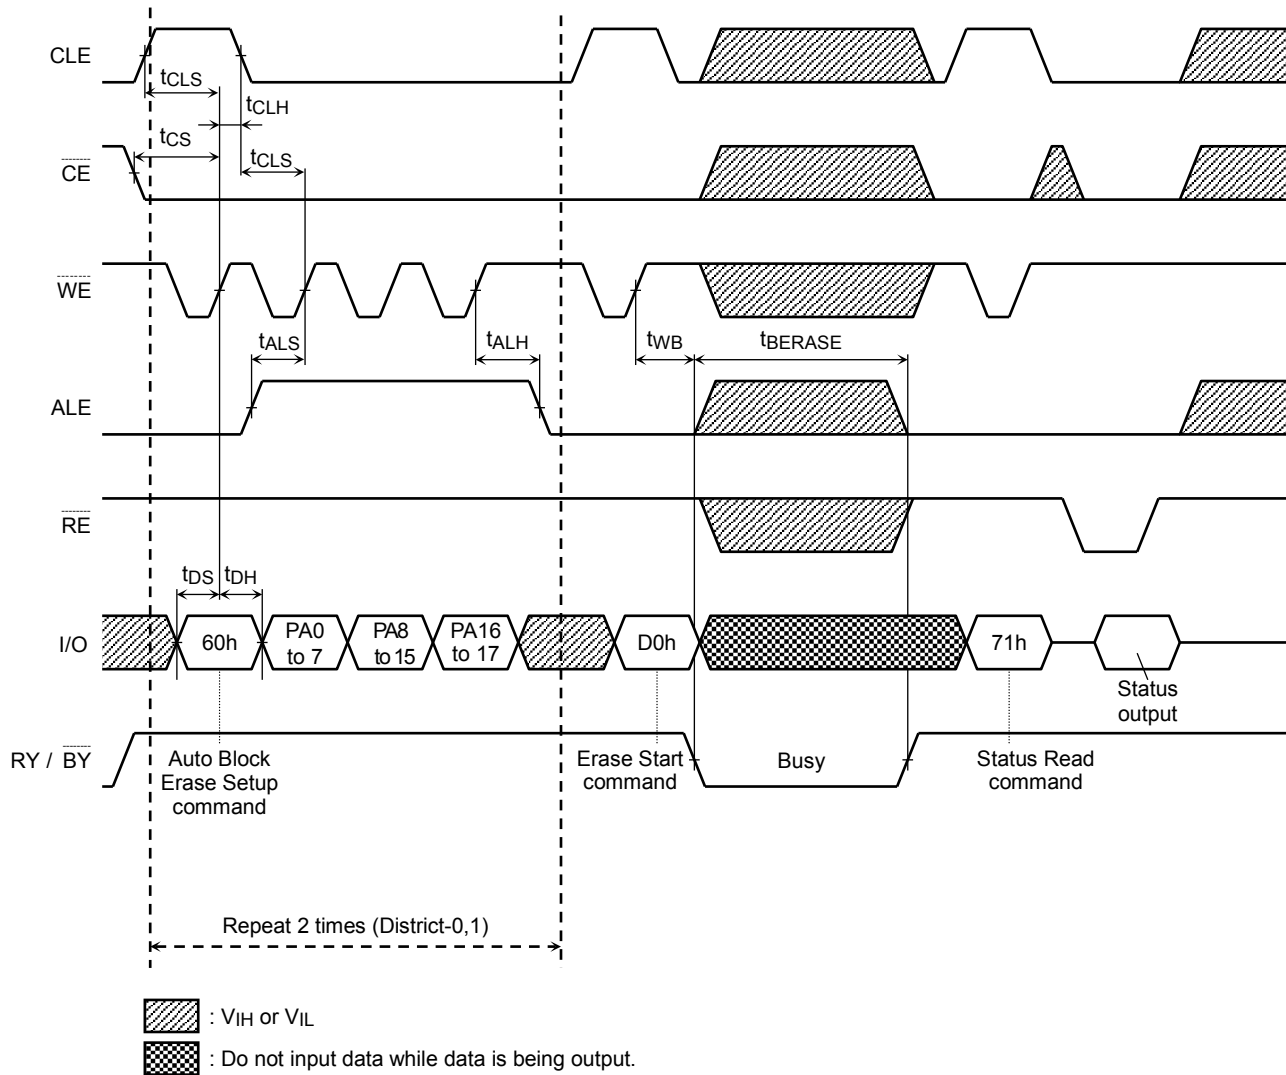 CLE
tCLS
tCLH
tCS
tCLS
CE
WE
tALS
tALH
tWB
tBERASE
ALE
RE
tDS
tDH
I/O
60h
PA0
to 7
PA8
to 15
PA16
to 17
D0h
71h
Status
output
RY / BY
Auto Block
Erase Setup
command
Erase Start
command
Busy
Status Read
command
Repeat 2 times (District-0,1)
: VIH or VIL
: Do not input data while data is being output.